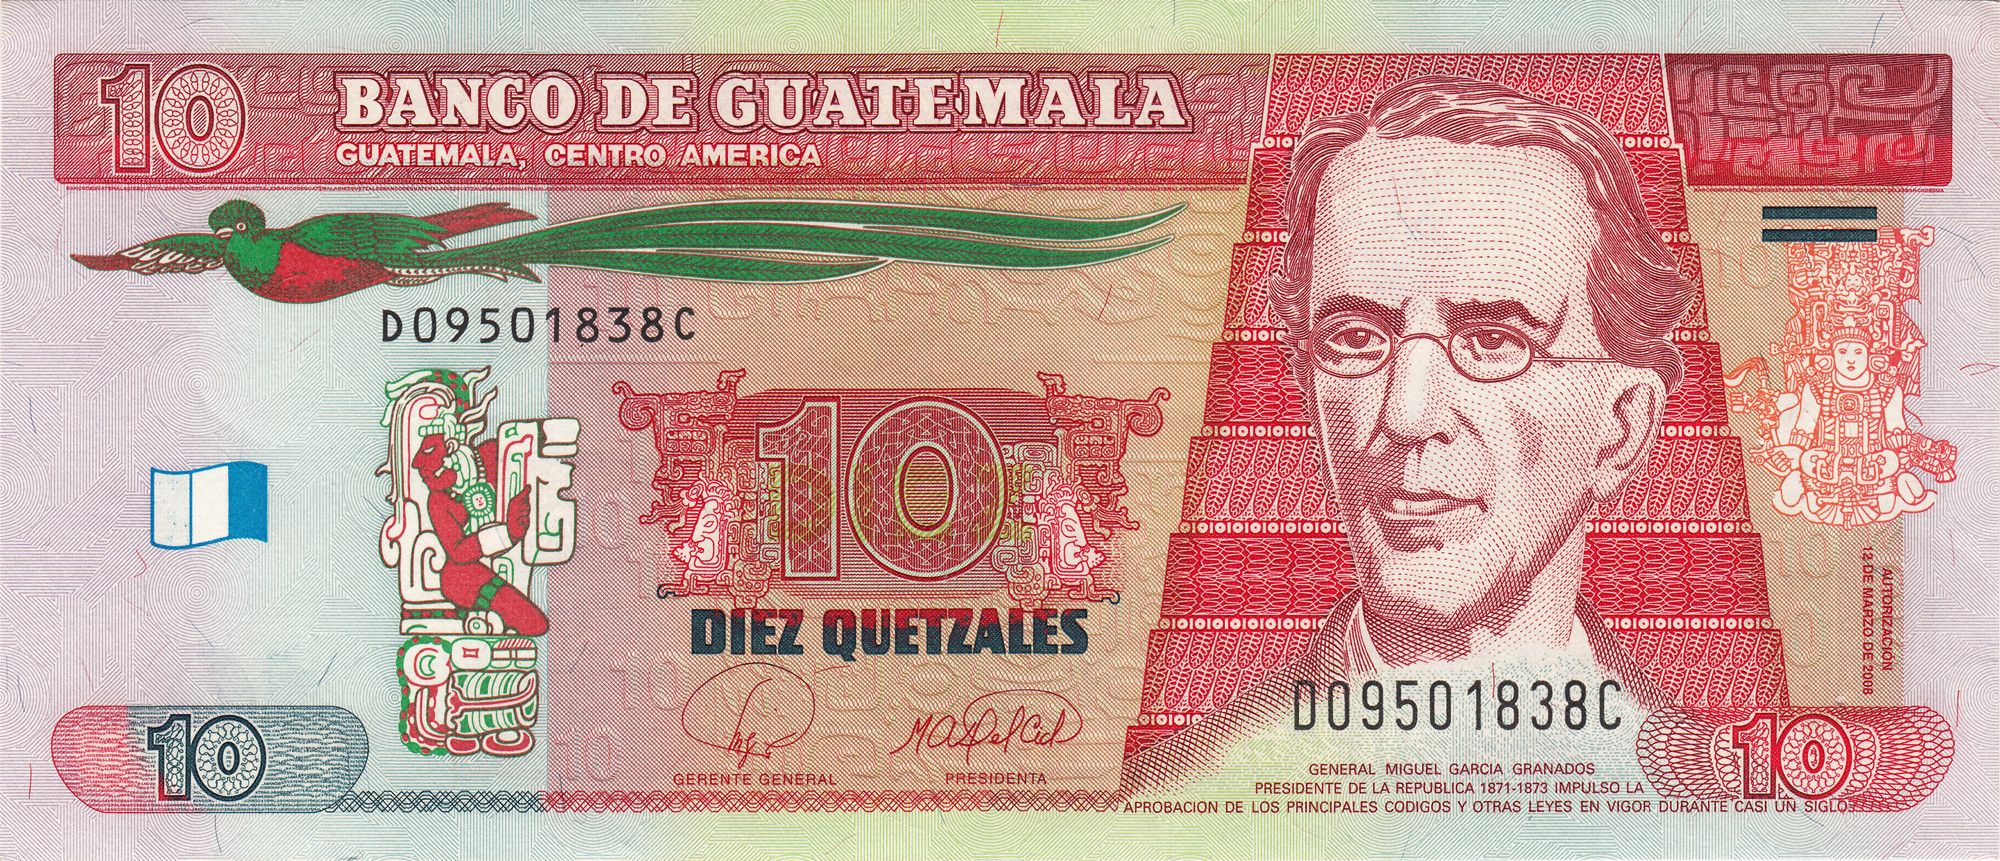 10 BANCO DE GUATEMALA
GUATEMALA, CENTRO AMERICA
D09501838C
10
DIEZ QUETZALES
GERENTE GENERAL
PRESIDENTA
AUTORIZACION
12 DE MARZO DE 2008
D09501838C
10
10
GENERAL MIGUEL GARCIA GRANADOS
PRESIDENTE DE LA REPUBLICA 1871-1873 IMPULSO LA
APROBACION DE LOS PRINCIPALES CODIGOS Y OTRAS LEYES EN VIGOR DURANTE CASI UN SIGLO